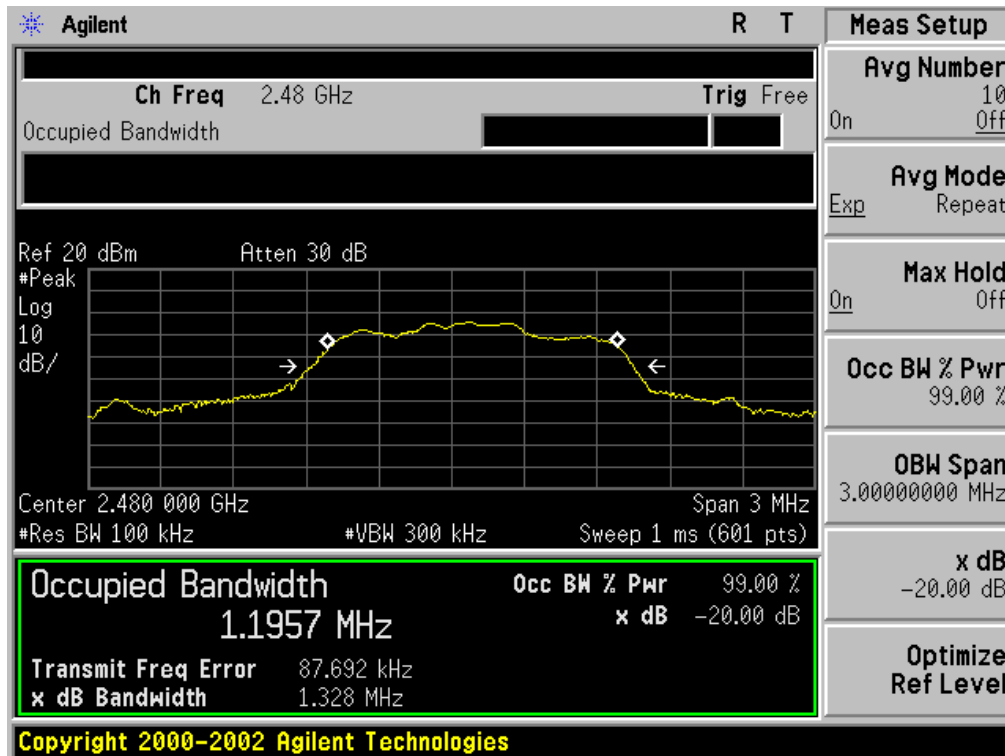 Agilent R T
Ch Freq 2.48 GHz Trig Free
Occupied Bandwidth
Ref 20 dBm Atten 30 dB
#Peak
Log
10
dB/
Center 2.480 000 GHz Span 3 MHz
#Res BW 100 kHz #VBW 300 kHz Sweep 1 ms (601 pts)
Occupied Bandwidth
1.1957 MHz
Occ BW % Pwr 99.00 %
x dB -20.00 dB
Transmit Freq Error 87.692 kHz
x dB Bandwidth 1.328 MHz
Copyright 2000-2002 Agilent Technologies
Meas Setup
Avg Number
10
On Off
Avg Mode
Exp Repeat
Max Hold
On Off
Occ BW % Pwr
99.00 %
OBW Span
3.00000000 MHz
x dB
-20.00 dB
Optimize
Ref Level